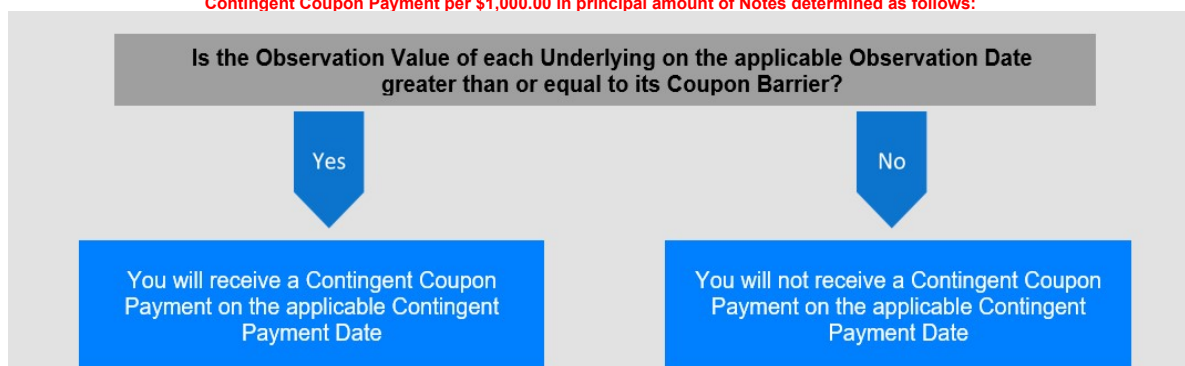 Contingent Coupon Payment per $1,000.00 in principal amount of Notes determined as follows:
Is the Observation Value of each Underlying on the applicable Observation Date
greater than or equal to its Coupon Barrier?
Yes
No
You will receive a Contingent Coupon
Payment on the applicable Contingent
Payment Date
You will not receive a Contingent Coupon
Payment on the applicable Contingent
Payment Date